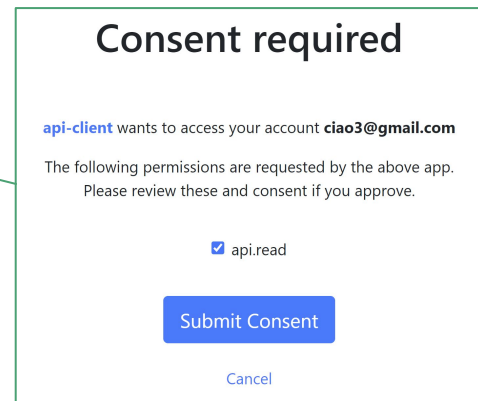 Consent required
api-client wants to access your account ciao3@gmail.com
The following permissions are requested by the above app.
Please review these and consent if you approve.
api.read
Submit Consent
Cancel